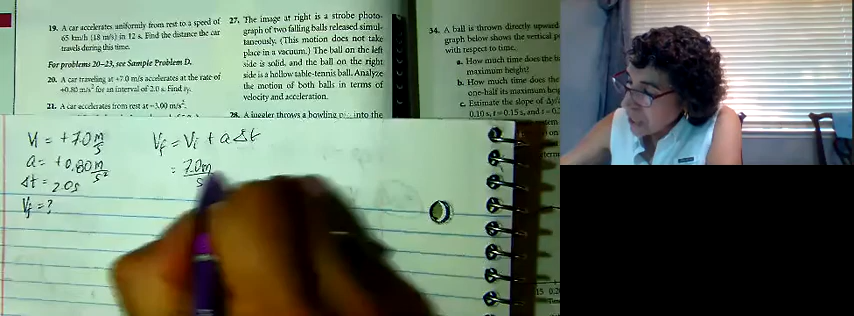 19. A car accelerates uniformly from rest to a speed of
65 km/h (18 m/s) in 12 s. Find the distance the car
travels during this time.
For problems 20–23, see Sample Problem D.
20. A car traveling at +7.0 m/s accelerates at the rate of
+0.80 m/s² for an interval of 2.0 s. Find vf.
21. A car accelerates from rest at –3.00 m/s².
27. The image at right is a strobe photo-
graph of two falling balls released simul-
taneously. (This motion does not take
place in a vacuum.) The ball on the left
side is solid, and the ball on the right
side is a hollow table-tennis ball. Analyze
the motion of both balls in terms of
velocity and acceleration.
28. A juggler throws a bowling into the
34. A ball is thrown directly upward
graph below shows the vertical p
with respect to time.
a. How much time does the b
maximum height?
b. How much time does the
one-half its maximum heig
c. Estimate the slope of Δy/
0.10 s, t = 0.15 s, and t = 0.
Vi = +7.0 m/s
a = +0.80 m/s²
Δt = 2.0s
Vf = ?
Vf = Vi + aΔt
= 7.0m/s